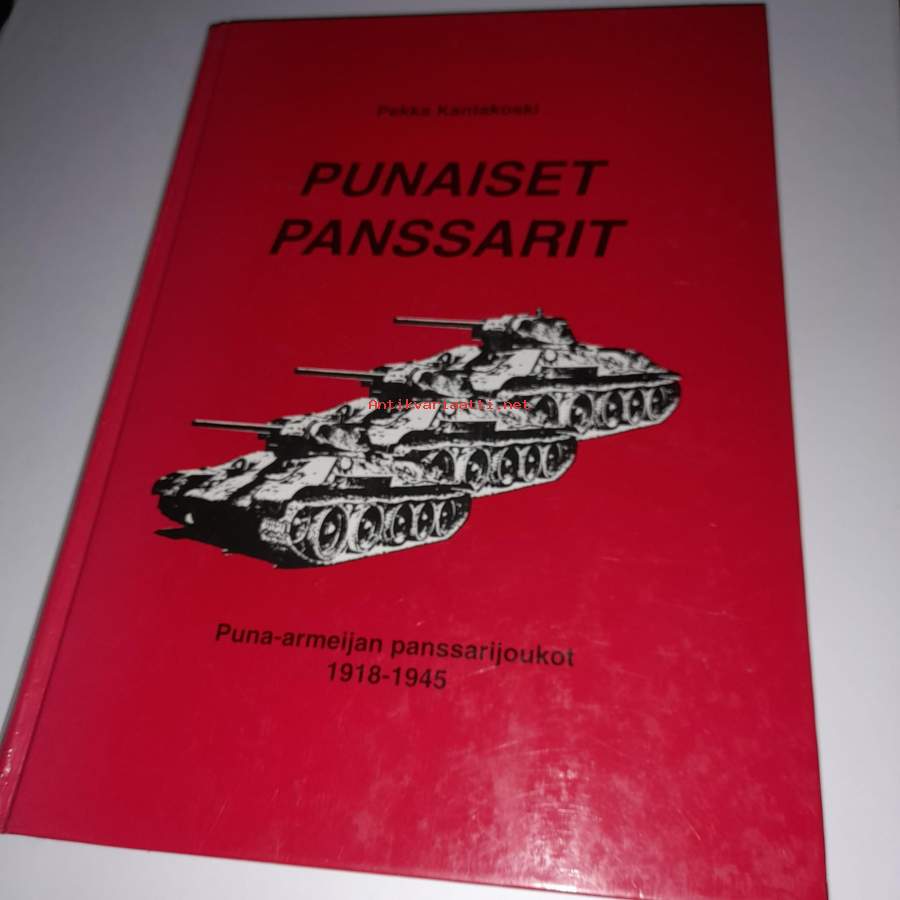 Pekka Kantakoski
PUNAISET
PANSSARIT
Antikvariaatti.net
Puna-armeijan panssarijoukot
1918-1945